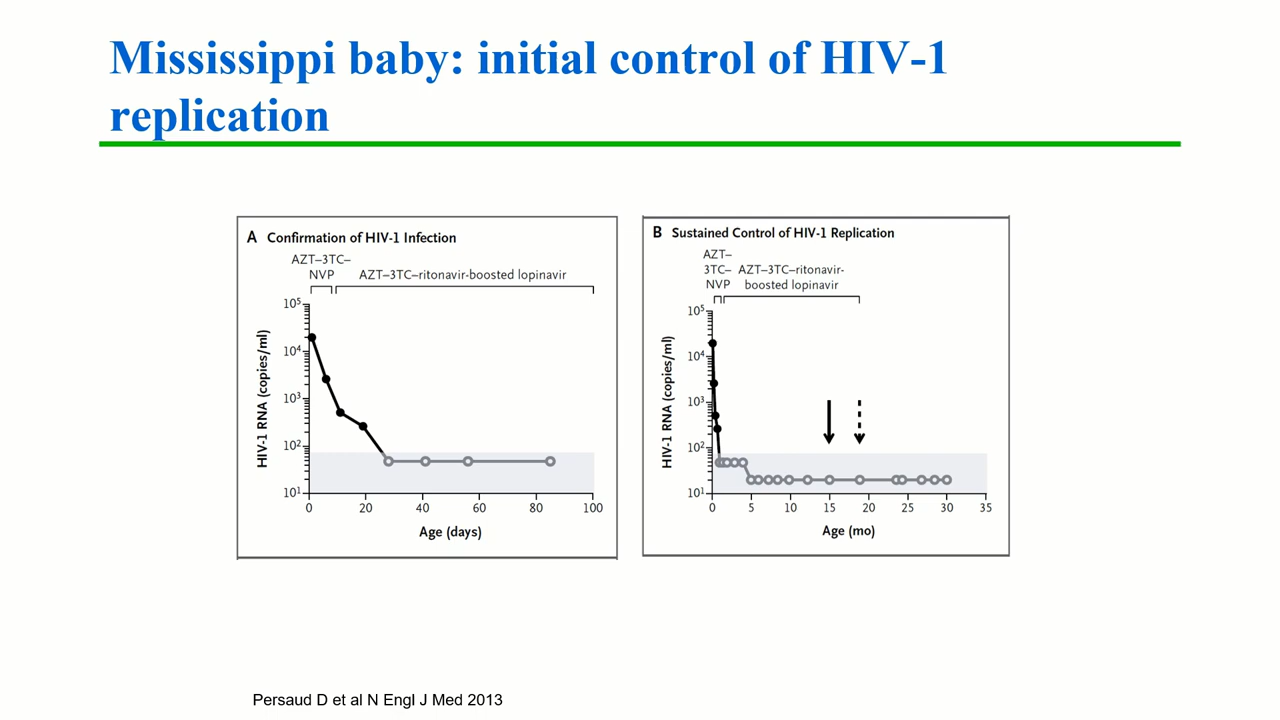 Mississippi baby: initial control of HIV-1
replication
A Confirmation of HIV-1 Infection
AZT–3TC–
NVP
AZT–3TC–ritonavir-boosted lopinavir
HIV-1 RNA (copies/ml)
10⁵
10⁴
10³
10²
10¹
0 20 40 60 80 100
Age (days)
B Sustained Control of HIV-1 Replication
AZT–
3TC–
NVP
AZT–3TC–ritonavir-
boosted lopinavir
HIV-1 RNA (copies/ml)
10⁵
10⁴
10³
10²
10¹
0 5 10 15 20 25 30 35
Age (mo)
Persaud D et al N Engl J Med 2013